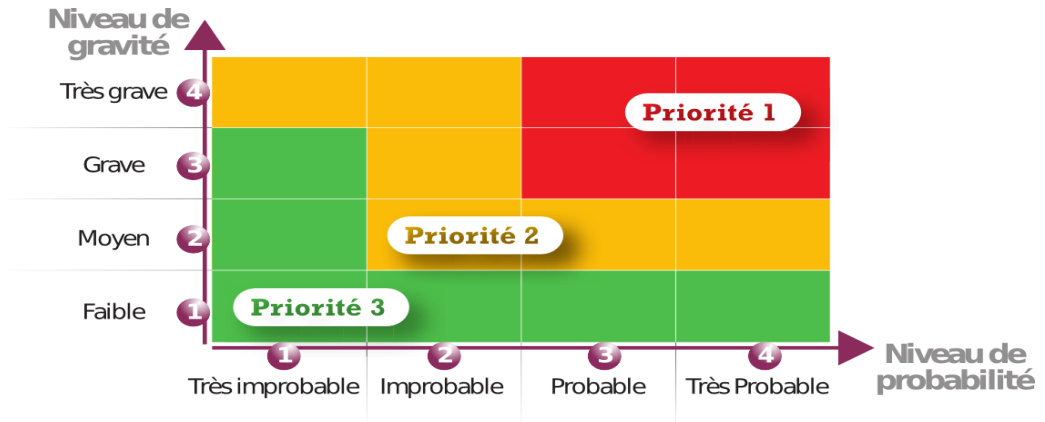 Niveau de
gravité
Très grave 4
Priorité 1
Grave 3
Moyen 2
Priorité 2
Faible 1
Priorité 3
1 2 3 4
Très improbable Improbable Probable Très Probable
Niveau de
probabilité